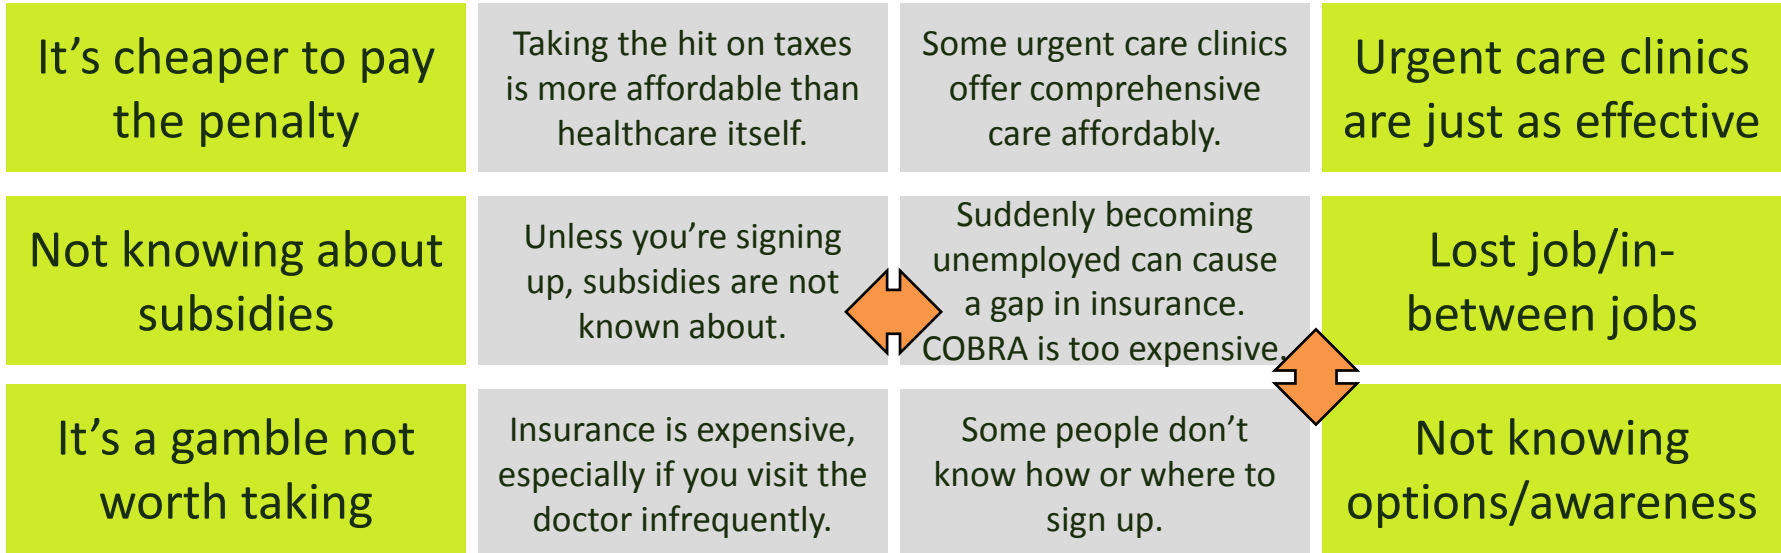 It’s cheaper to pay
the penalty
Taking the hit on taxes
is more affordable than
healthcare itself.
Some urgent care clinics
offer comprehensive
care affordably.
Urgent care clinics
are just as effective
Not knowing about
subsidies
Unless you’re signing
up, subsidies are not
known about.
Suddenly becoming
unemployed can cause
a gap in insurance.
COBRA is too expensive.
Lost job/in-
between jobs
It’s a gamble not
worth taking
Insurance is expensive,
especially if you visit the
doctor infrequently.
Some people don’t
know how or where to
sign up.
Not knowing
options/awareness